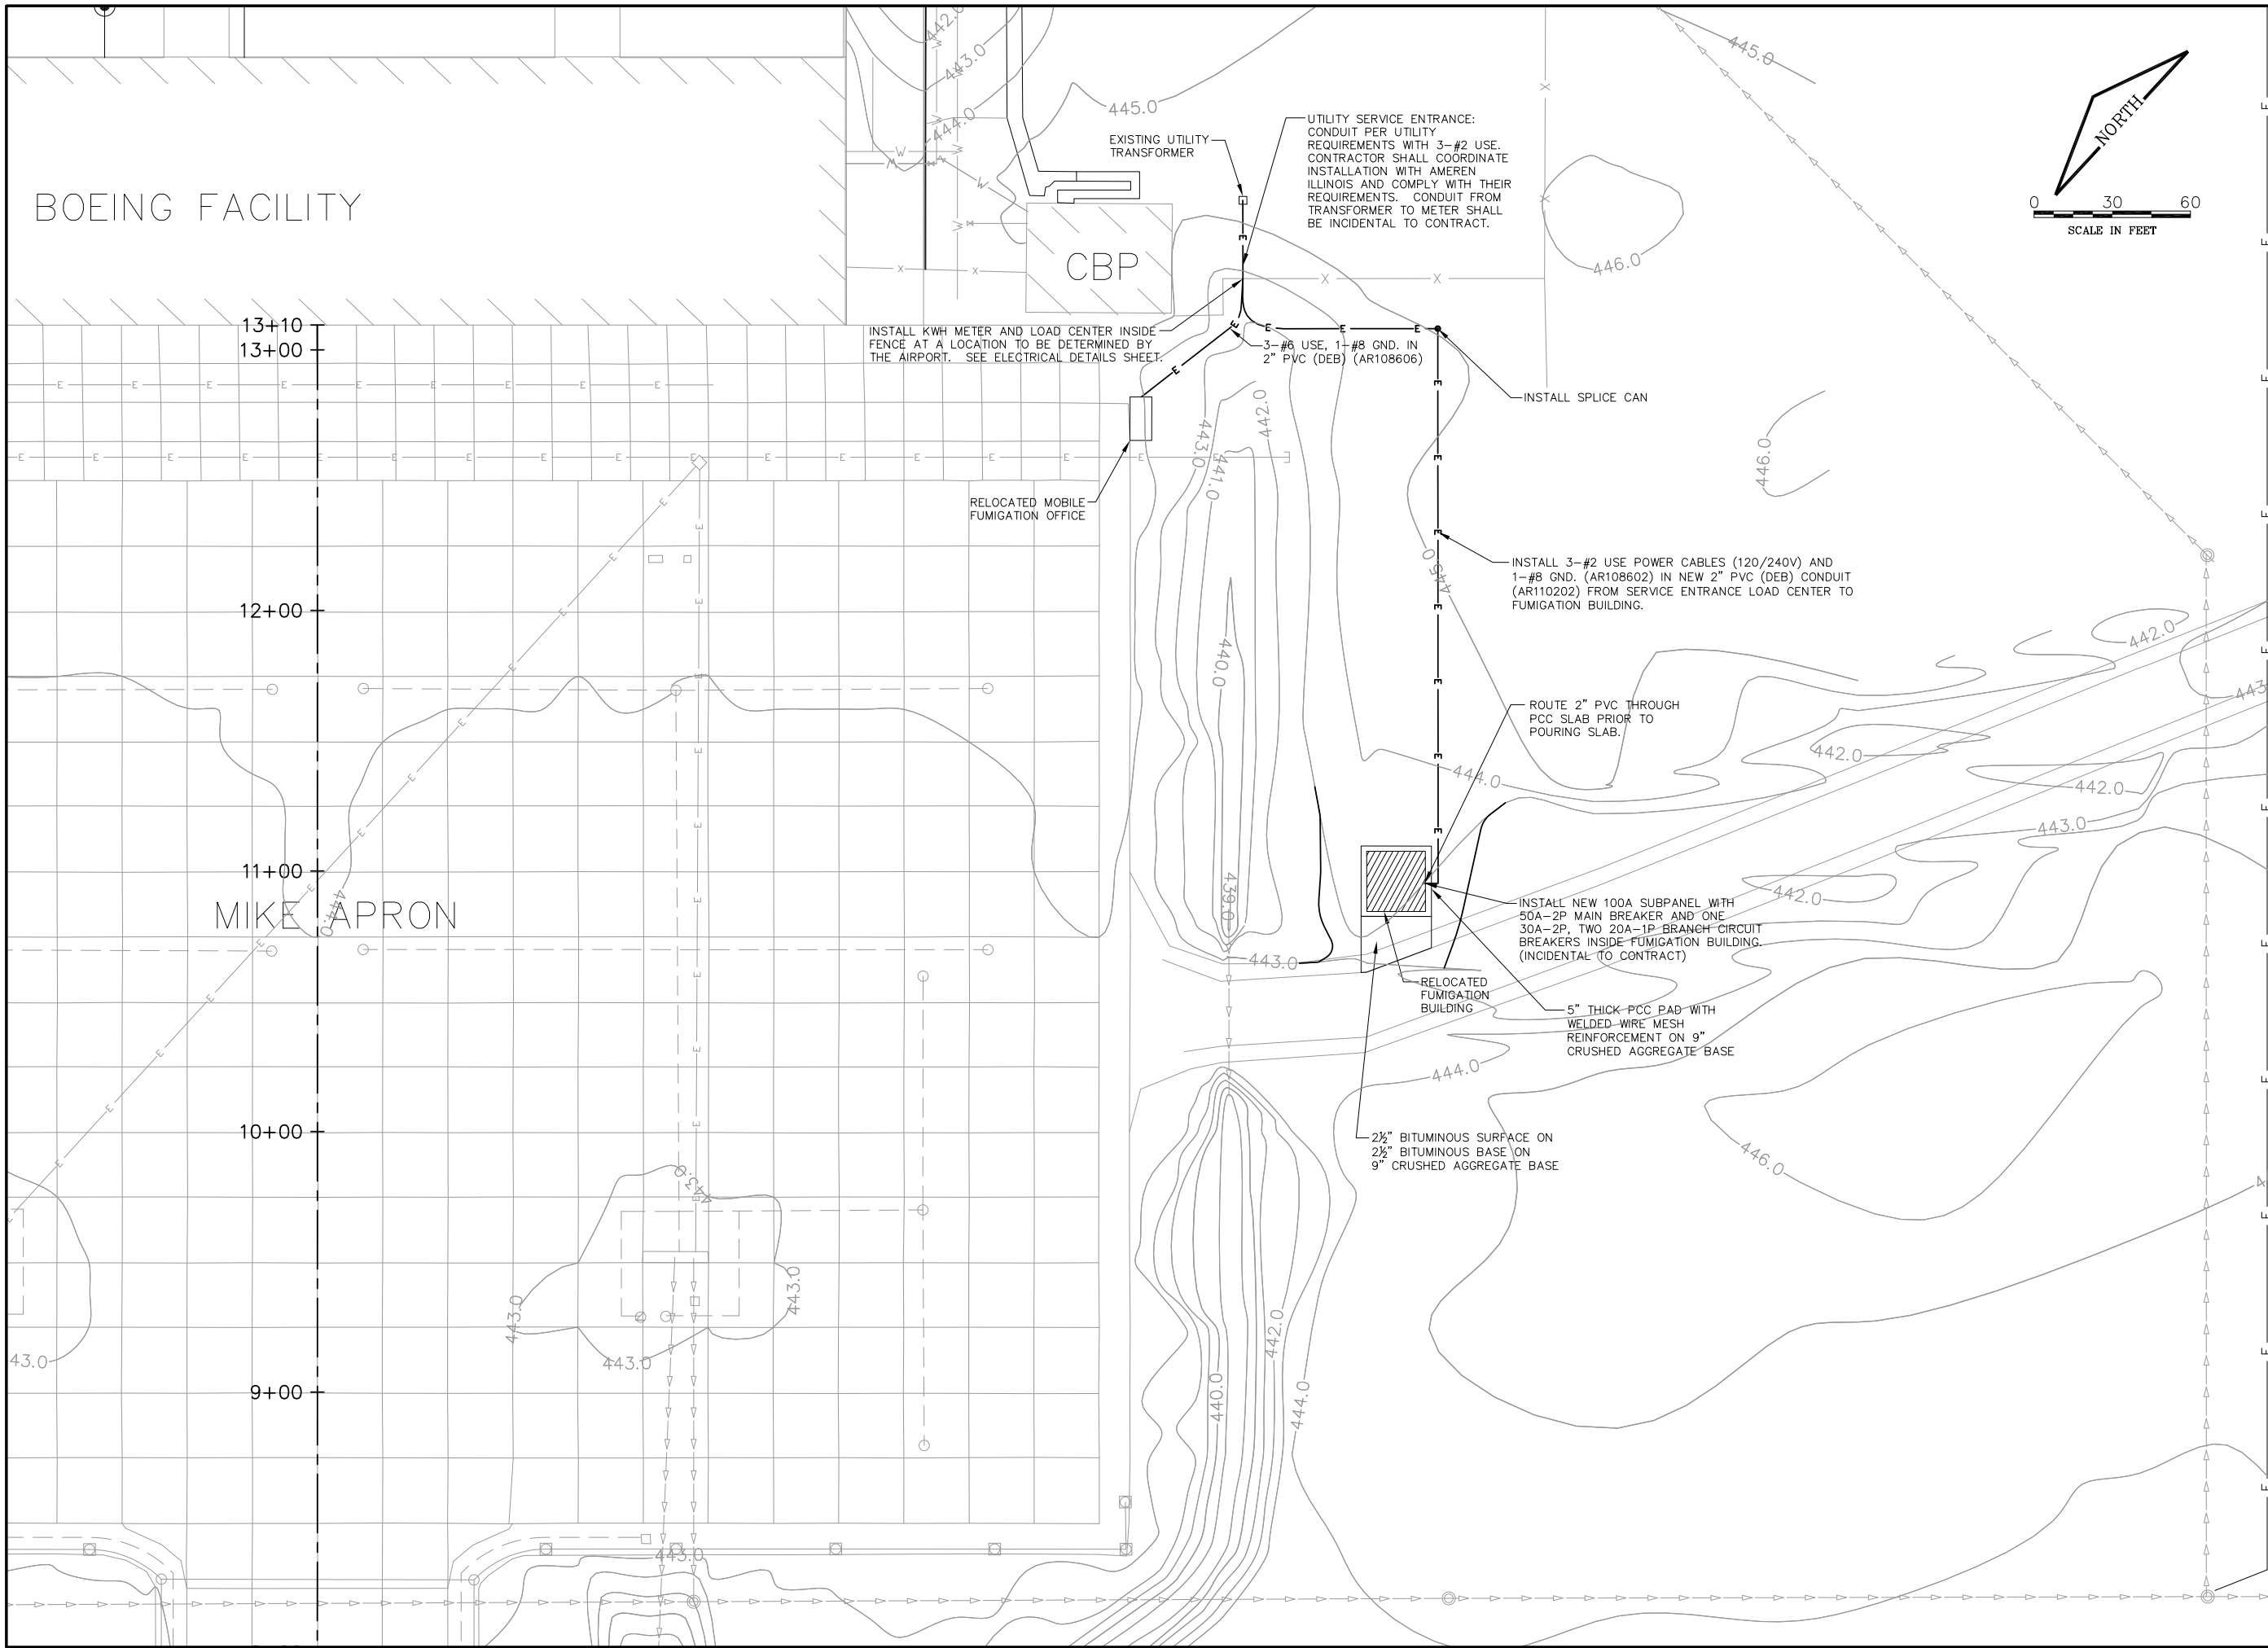 BOEING FACILITY
MIKE APRON
CBP
NORTH
0 30 60
SCALE IN FEET
EXISTING UTILITY
TRANSFORMER
UTILITY SERVICE ENTRANCE:
CONDUIT PER UTILITY
REQUIREMENTS WITH 3-#2 USE.
CONTRACTOR SHALL COORDINATE
INSTALLATION WITH AMEREN
ILLINOIS AND COMPLY WITH THEIR
REQUIREMENTS. CONDUIT FROM
TRANSFORMER TO METER SHALL
BE INCIDENTAL TO CONTRACT.
INSTALL KWH METER AND LOAD CENTER INSIDE
FENCE AT A LOCATION TO BE DETERMINED BY
THE AIRPORT. SEE ELECTRICAL DETAILS SHEET.
3-#6 USE, 1-#8 GND. IN
2" PVC (DEB) (AR108606)
INSTALL SPLICE CAN
RELOCATED MOBILE
FUMIGATION OFFICE
INSTALL 3-#2 USE POWER CABLES (120/240V) AND
1-#8 GND. (AR108602) IN NEW 2" PVC (DEB) CONDUIT
(AR110202) FROM SERVICE ENTRANCE LOAD CENTER TO
FUMIGATION BUILDING.
ROUTE 2" PVC THROUGH
PCC SLAB PRIOR TO
POURING SLAB.
INSTALL NEW 100A SUBPANEL WITH
50A-2P MAIN BREAKER AND ONE
30A-2P, TWO 20A-1P BRANCH CIRCUIT
BREAKERS INSIDE FUMIGATION BUILDING.
(INCIDENTAL TO CONTRACT)
RELOCATED
FUMIGATION
BUILDING
5" THICK PCC PAD WITH
WELDED WIRE MESH
REINFORCEMENT ON 9"
CRUSHED AGGREGATE BASE
2½" BITUMINOUS SURFACE ON
2½" BITUMINOUS BASE ON
9" CRUSHED AGGREGATE BASE
13+10
13+00
12+00
11+00
10+00
9+00
442.0
443.0
444.0
445.0
445.0
446.0
446.0
443.0
442.0
441.0
440.0
439.0
445.0
444.0
443.0
442.0
442.0
442.0
443.0
442.0
444.0
446.0
444.0
443.0
443.0
443.0
443.0
43.0
440.0
442.0
444.0